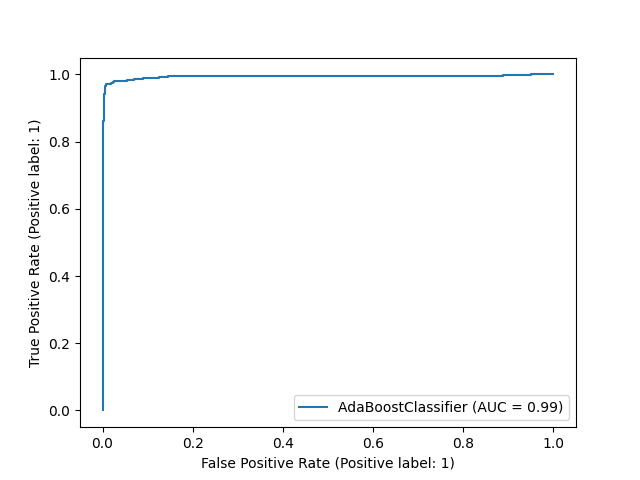 1.0
0.8
0.6
0.4
0.2
0.0
True Positive Rate (Positive label: 1)
AdaBoostClassifier (AUC = 0.99)
0.0 0.2 0.4 0.6 0.8 1.0
False Positive Rate (Positive label: 1)